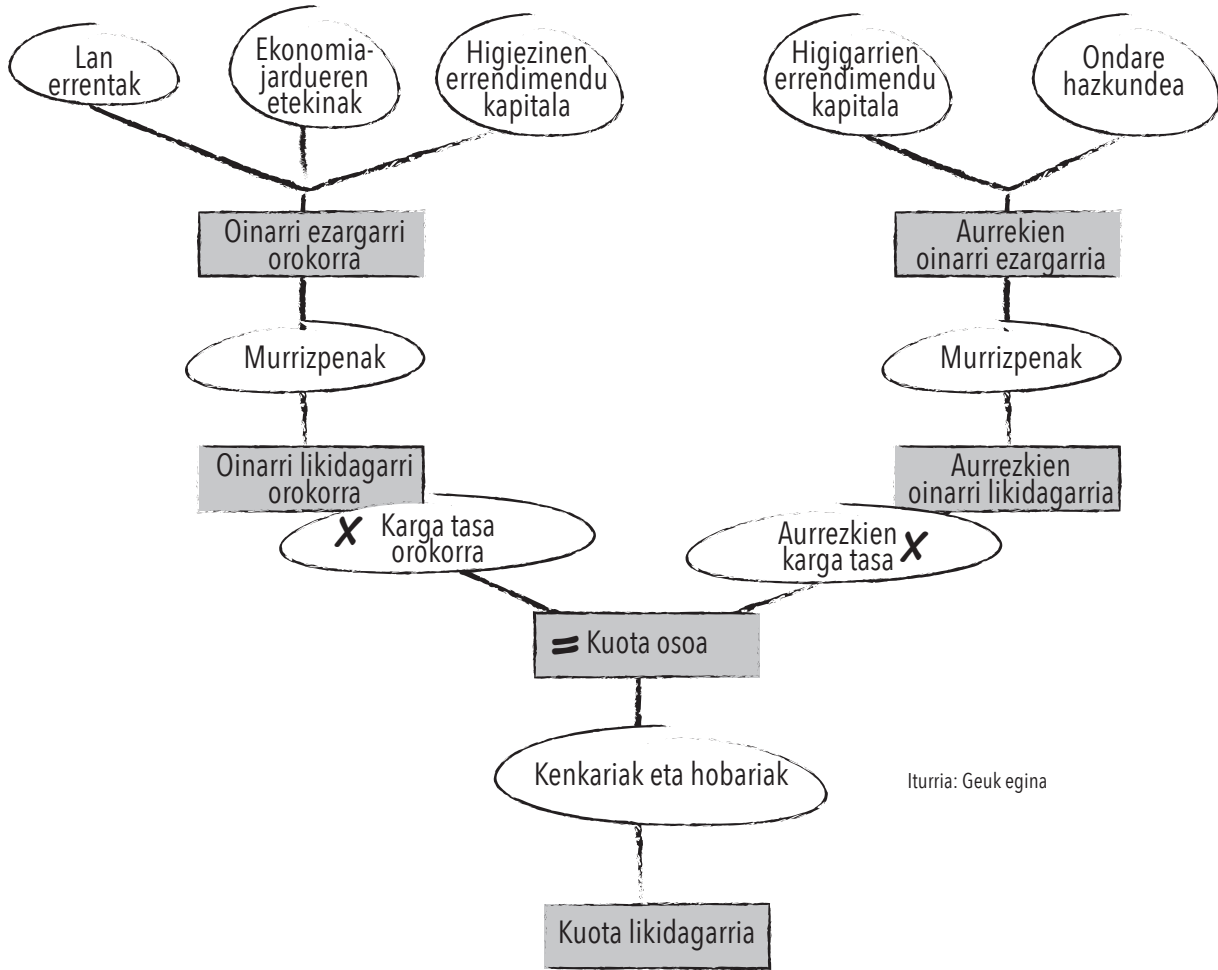 Lan
errentak
Ekonomia-
jardueren
etekinak
Higiezinen
errendimendu
kapitala
Higigarrien
errendimendu
kapitala
Ondare
hazkundea
Oinarri ezargarri
orokorra
Aurrekien
oinarri ezargarria
Murrizpenak
Murrizpenak
Oinarri likidagarri
orokorra
Aurrezkien
oinarri likidagarria
✗ Karga tasa
orokorra
Aurrezkien
karga tasa ✗
= Kuota osoa
Kenkariak eta hobariak
Iturria: Geuk egina
Kuota likidagarria